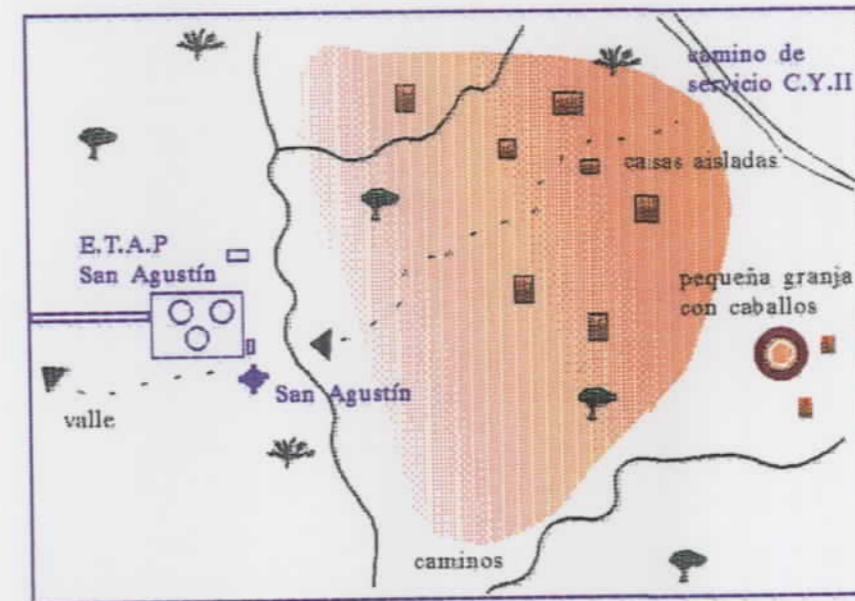 camino de
servicio C.Y.II
casas aisladas
E.T.A.P
San Agustín
pequeña granja
con caballos
San Agustín
valle
caminos